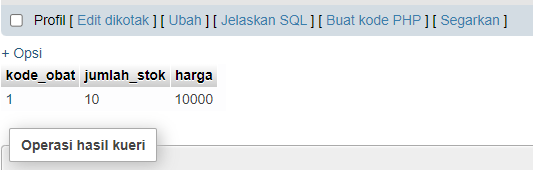 Profil [ Edit dikotak ] [ Ubah ] [ Jelaskan SQL ] [ Buat kode PHP ] [ Segarkan ]
+ Opsi
kode_obat jumlah_stok harga
1 10 10000
Operasi hasil kueri